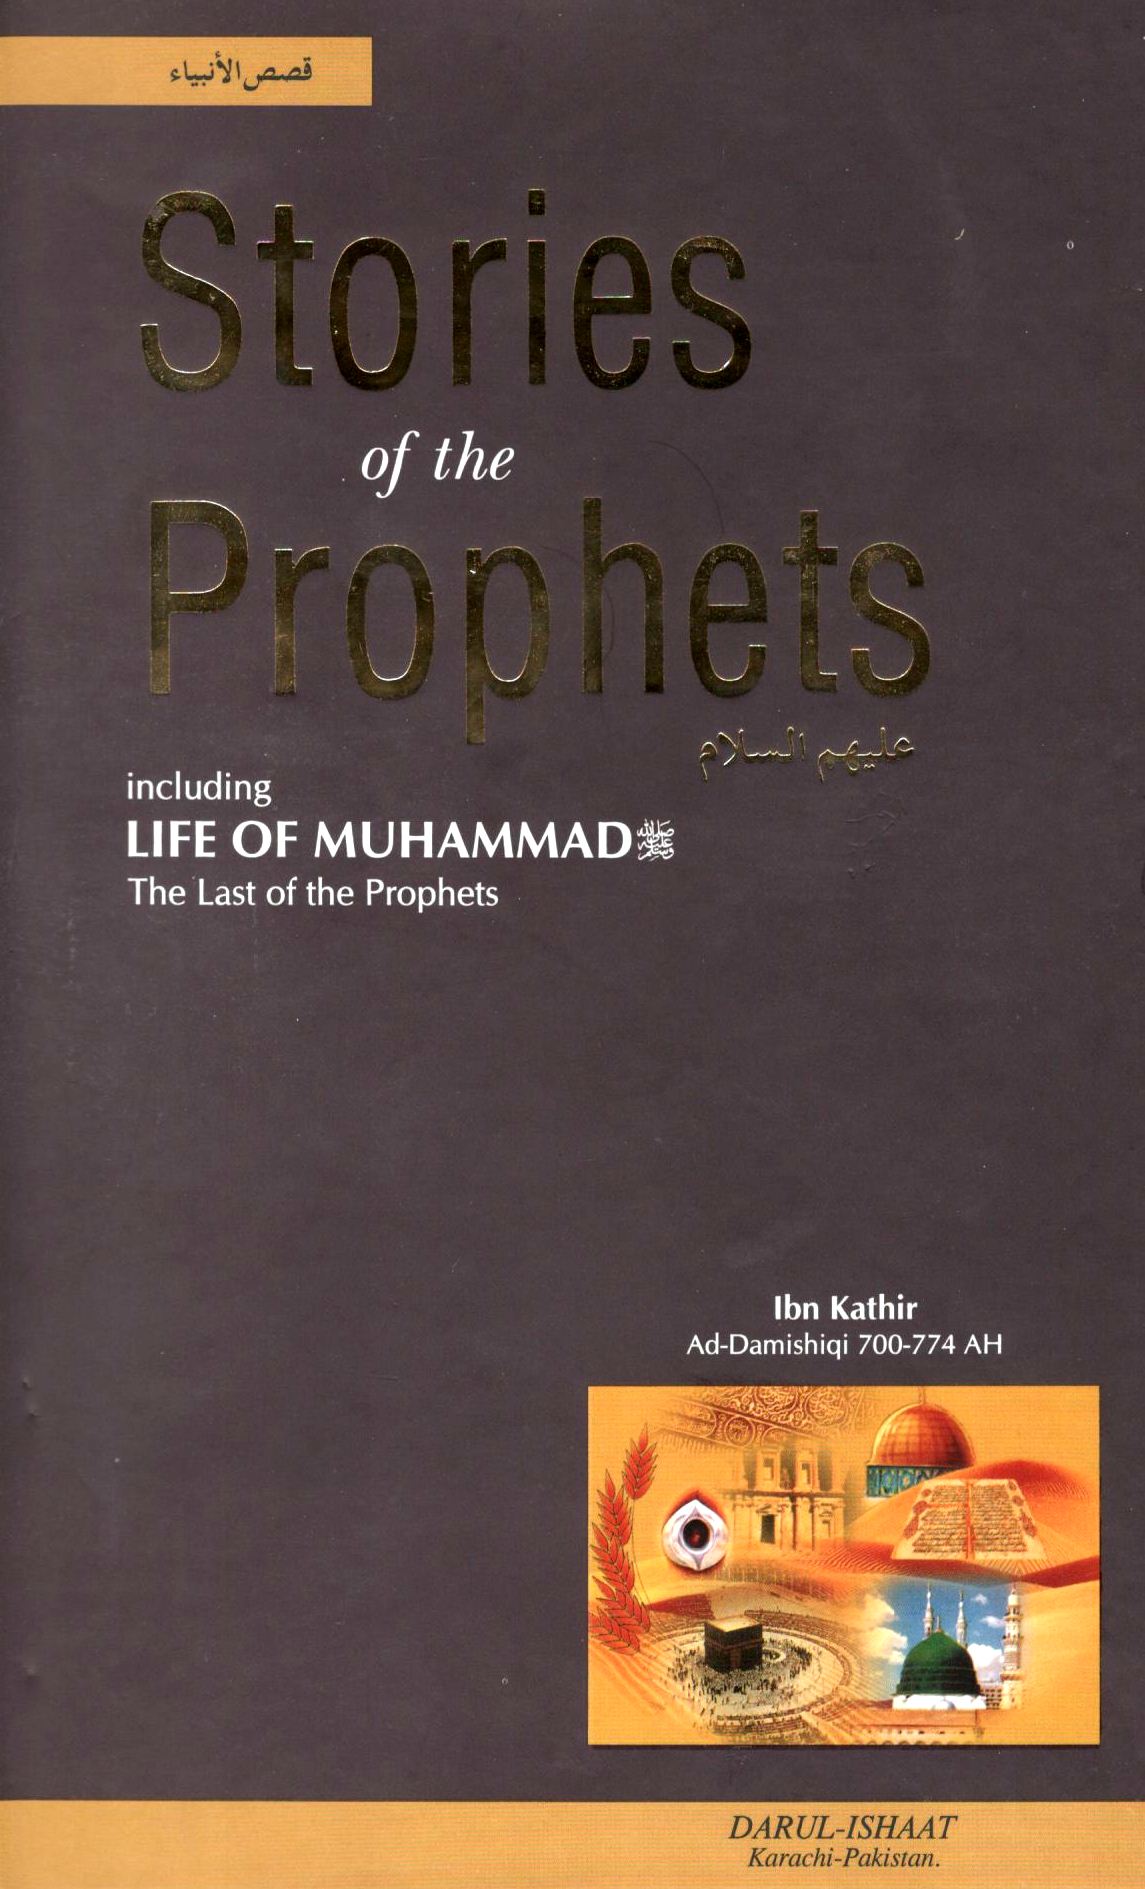 قصص الأنبياء
Stories
of the
Prophets
عليهم السلام
including
LIFE OF MUHAMMAD ﷺ
The Last of the Prophets
Ibn Kathir
Ad-Damishiqi 700-774 AH
DARUL-ISHAAT
Karachi-Pakistan.